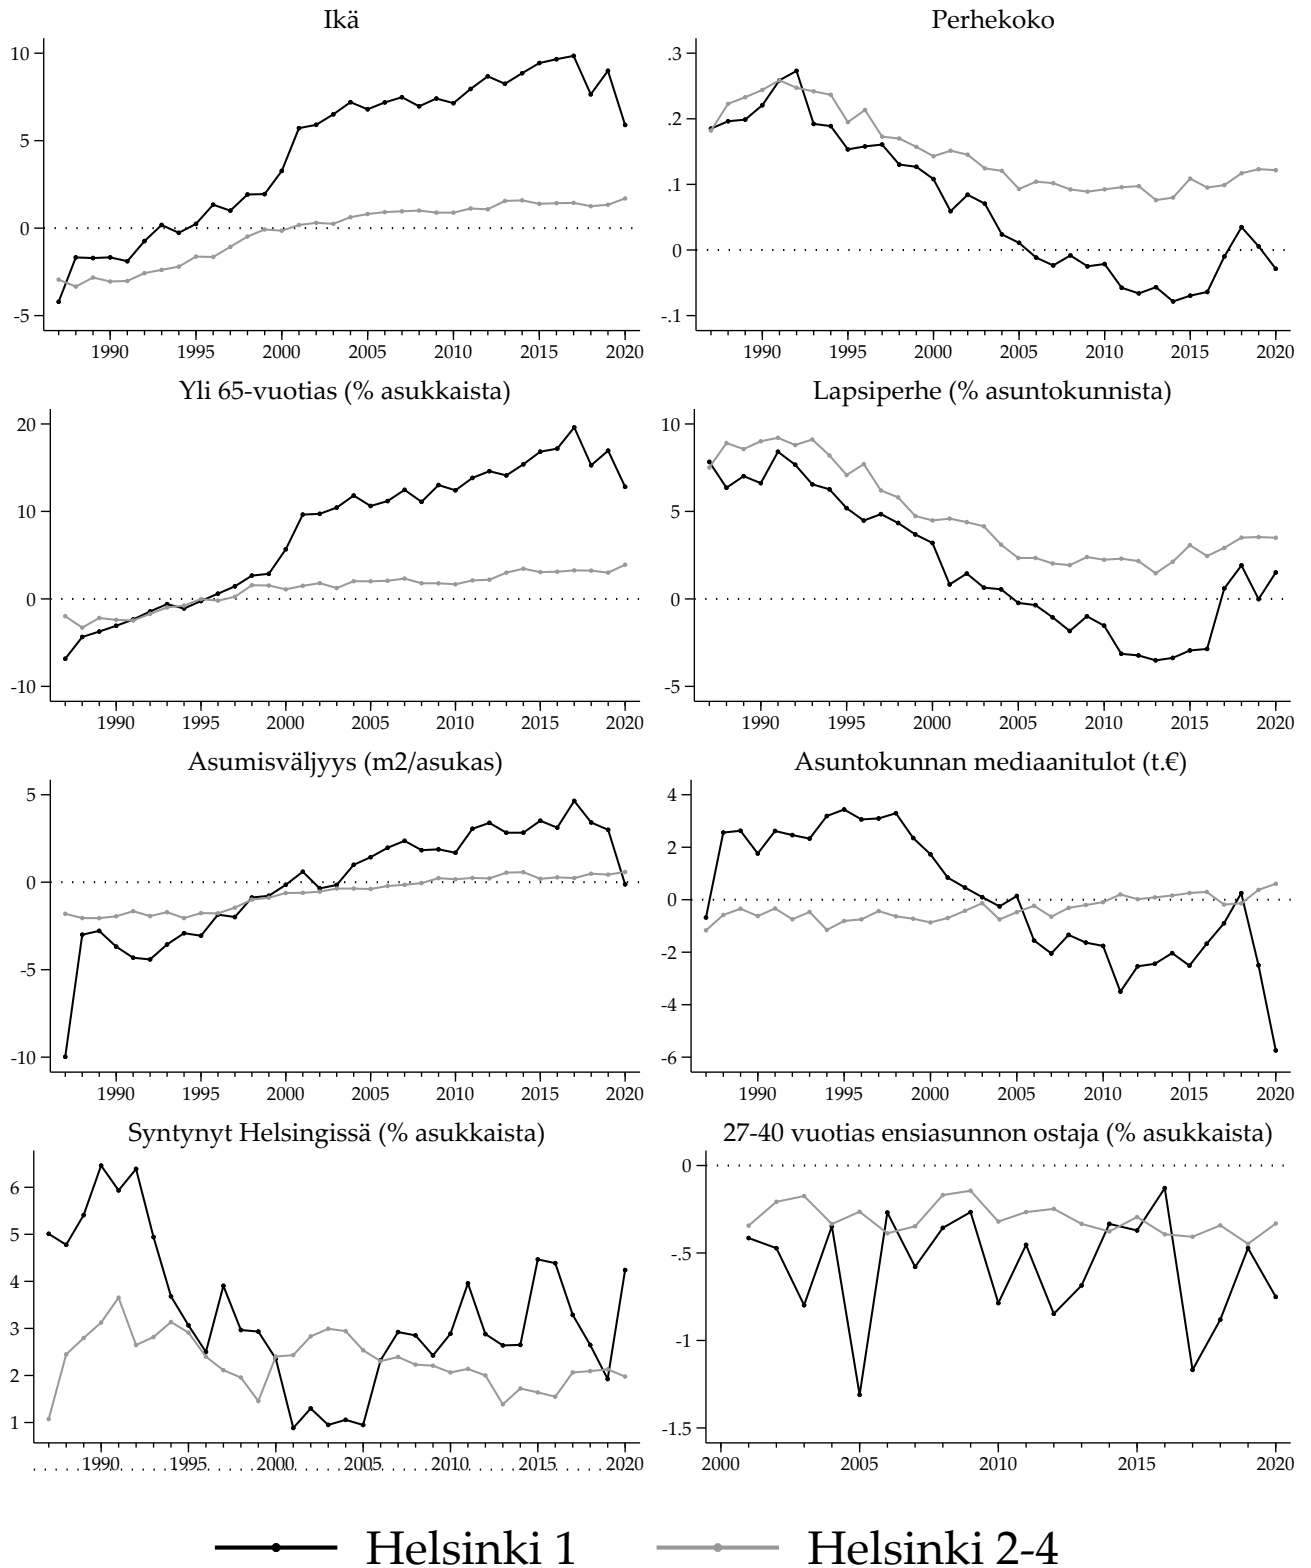 Ikä
10
5
0
-5
1990 1995 2000 2005 2010 2015 2020
Perhekoko
.3
.2
.1
0
-.1
1990 1995 2000 2005 2010 2015 2020
Yli 65-vuotias (% asukkaista)
20
10
0
-10
1990 1995 2000 2005 2010 2015 2020
Lapsiperhe (% asuntokunnista)
10
5
0
-5
1990 1995 2000 2005 2010 2015 2020
Asumisväljyys (m2/asukas)
5
0
-5
-10
1990 1995 2000 2005 2010 2015 2020
Asuntokunnan mediaanitulot (t.€)
4
2
0
-2
-4
-6
1990 1995 2000 2005 2010 2015 2020
Syntynyt Helsingissä (% asukkaista)
6
5
4
3
2
1
1990 1995 2000 2005 2010 2015 2020
27-40 vuotias ensiasunnon ostaja (% asukkaista)
0
-.5
-1
-1.5
2000 2005 2010 2015 2020
Helsinki 1 Helsinki 2-4